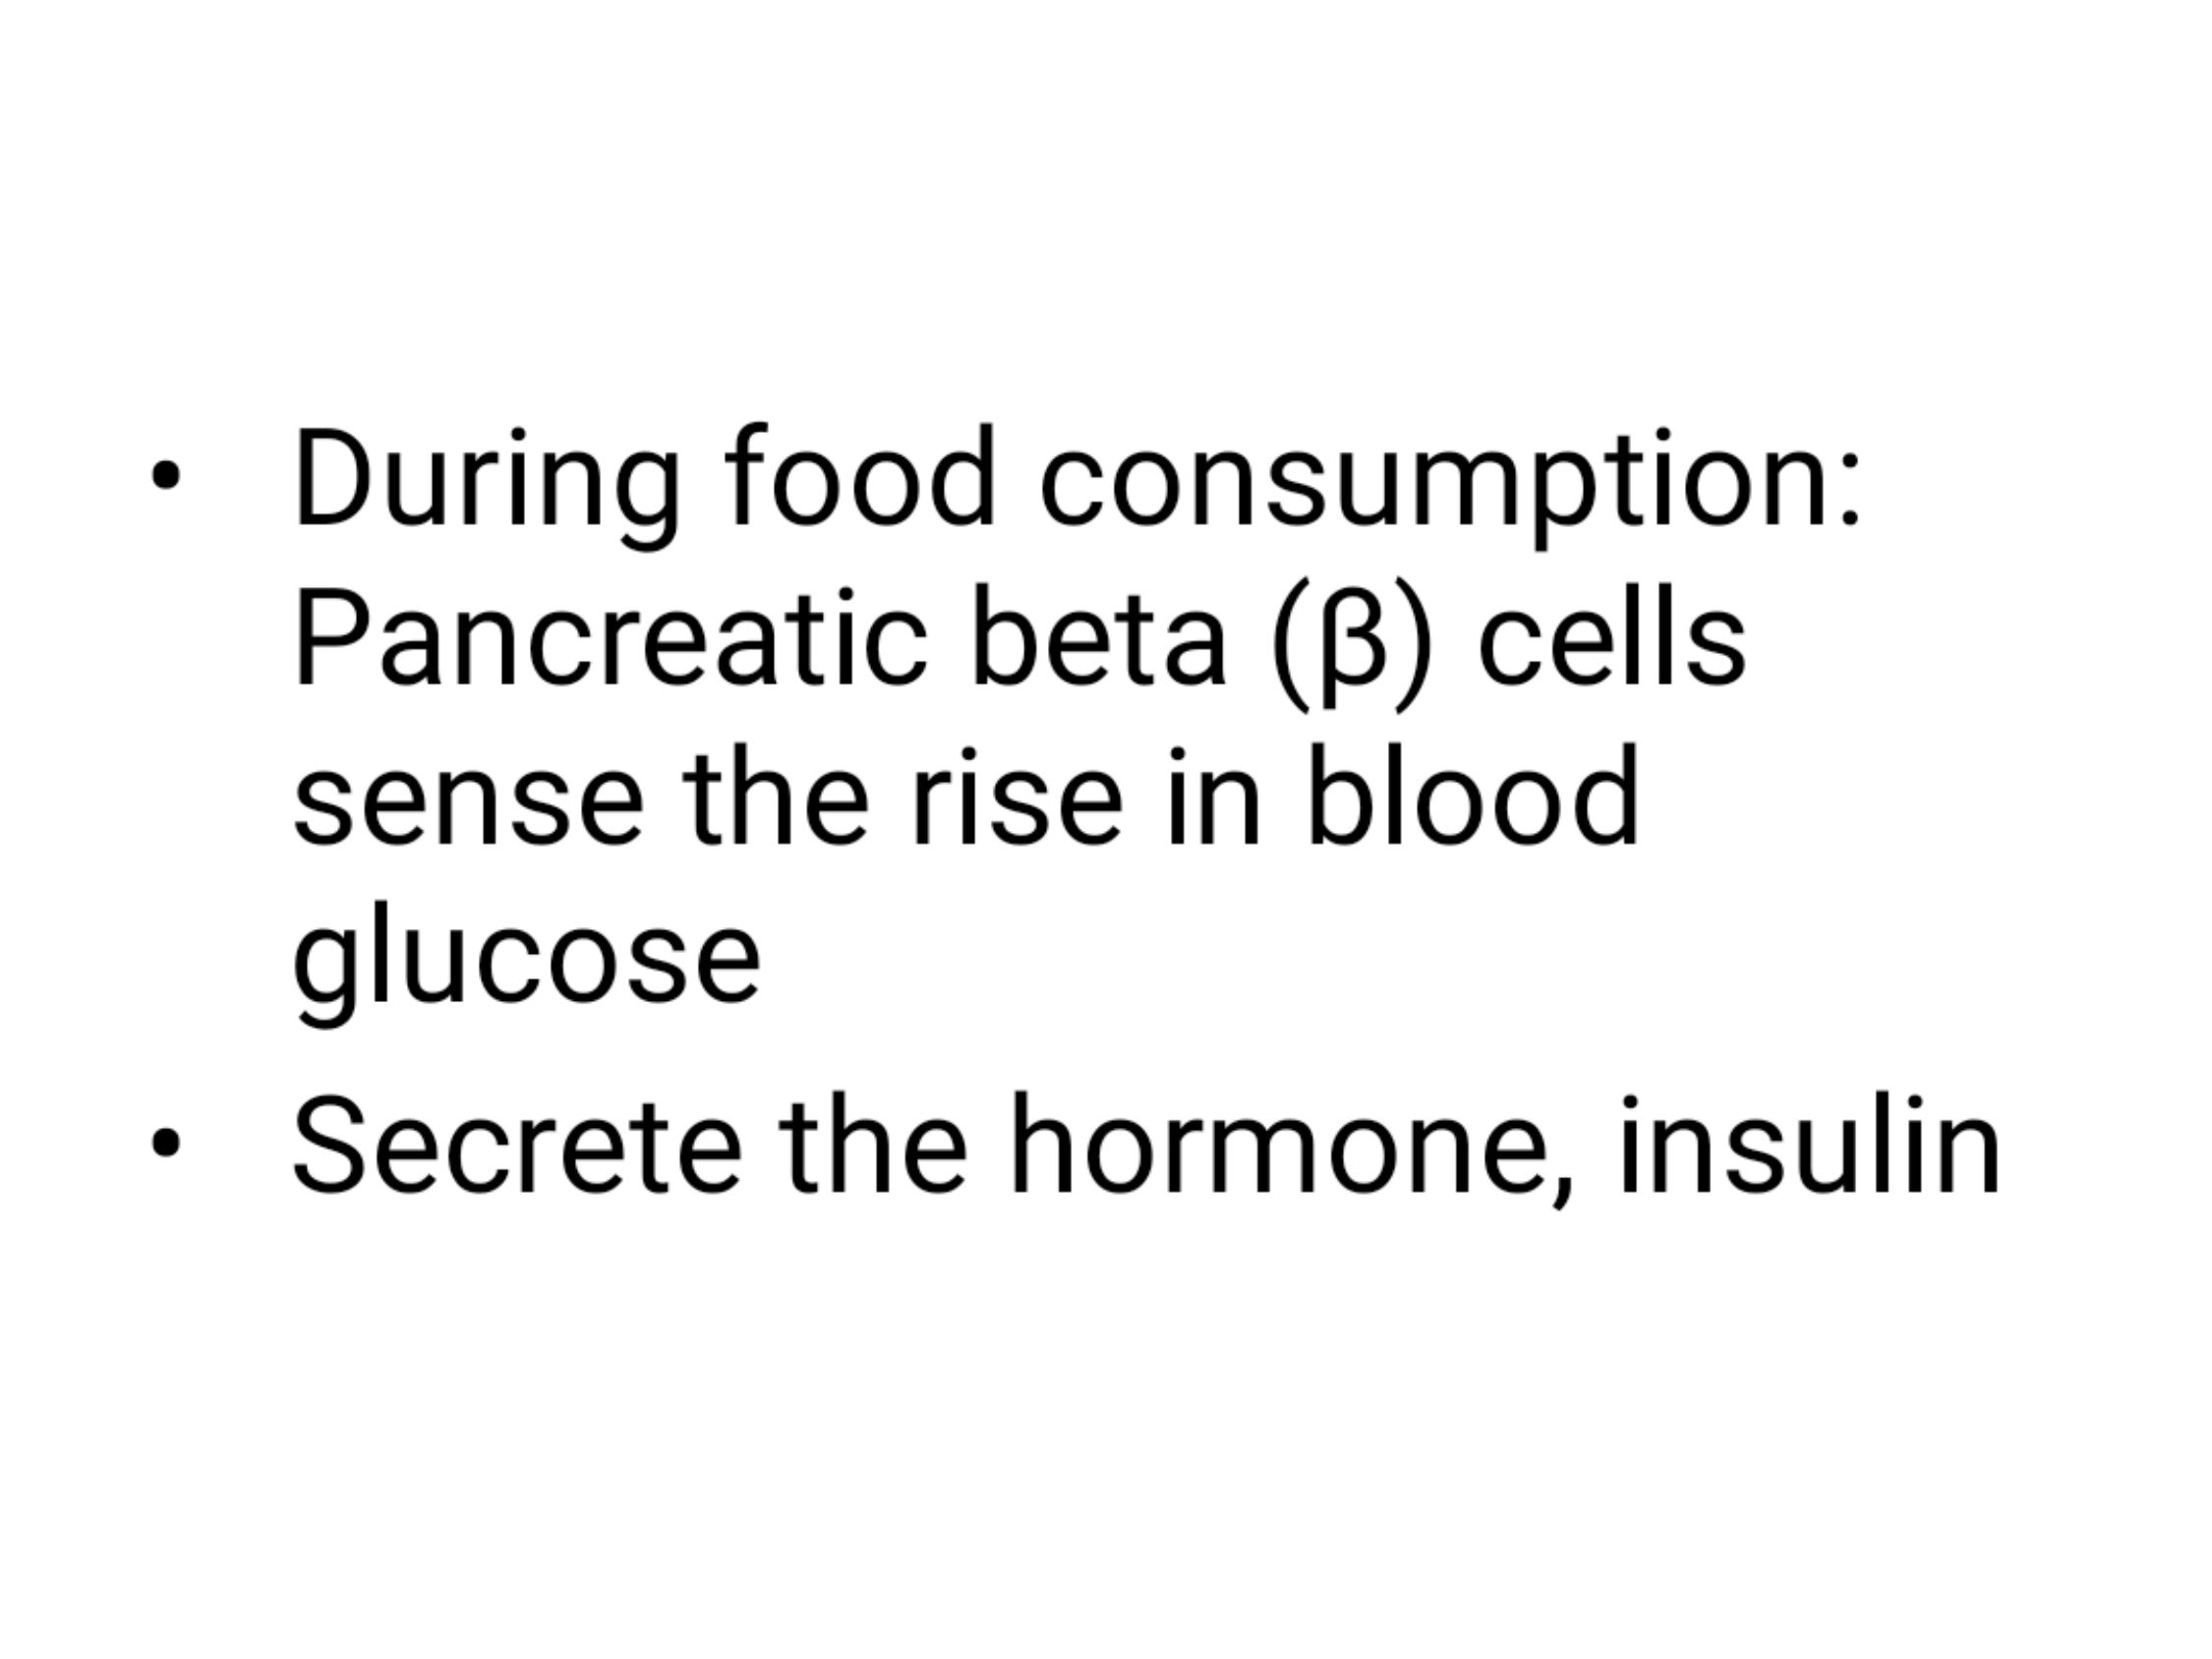 • During food consumption:
Pancreatic beta (β) cells
sense the rise in blood
glucose
• Secrete the hormone, insulin